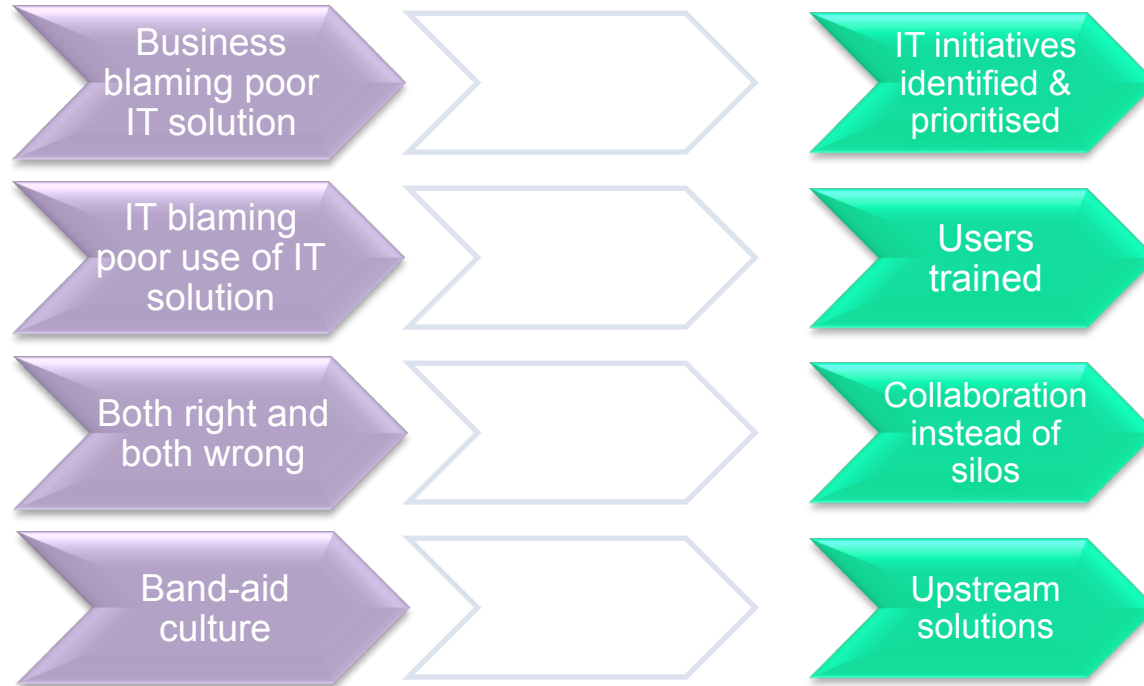 Business
blaming poor
IT solution
IT initiatives
identified &
prioritised
IT blaming
poor use of IT
solution
Users
trained
Both right and
both wrong
Collaboration
instead of
silos
Band-aid
culture
Upstream
solutions